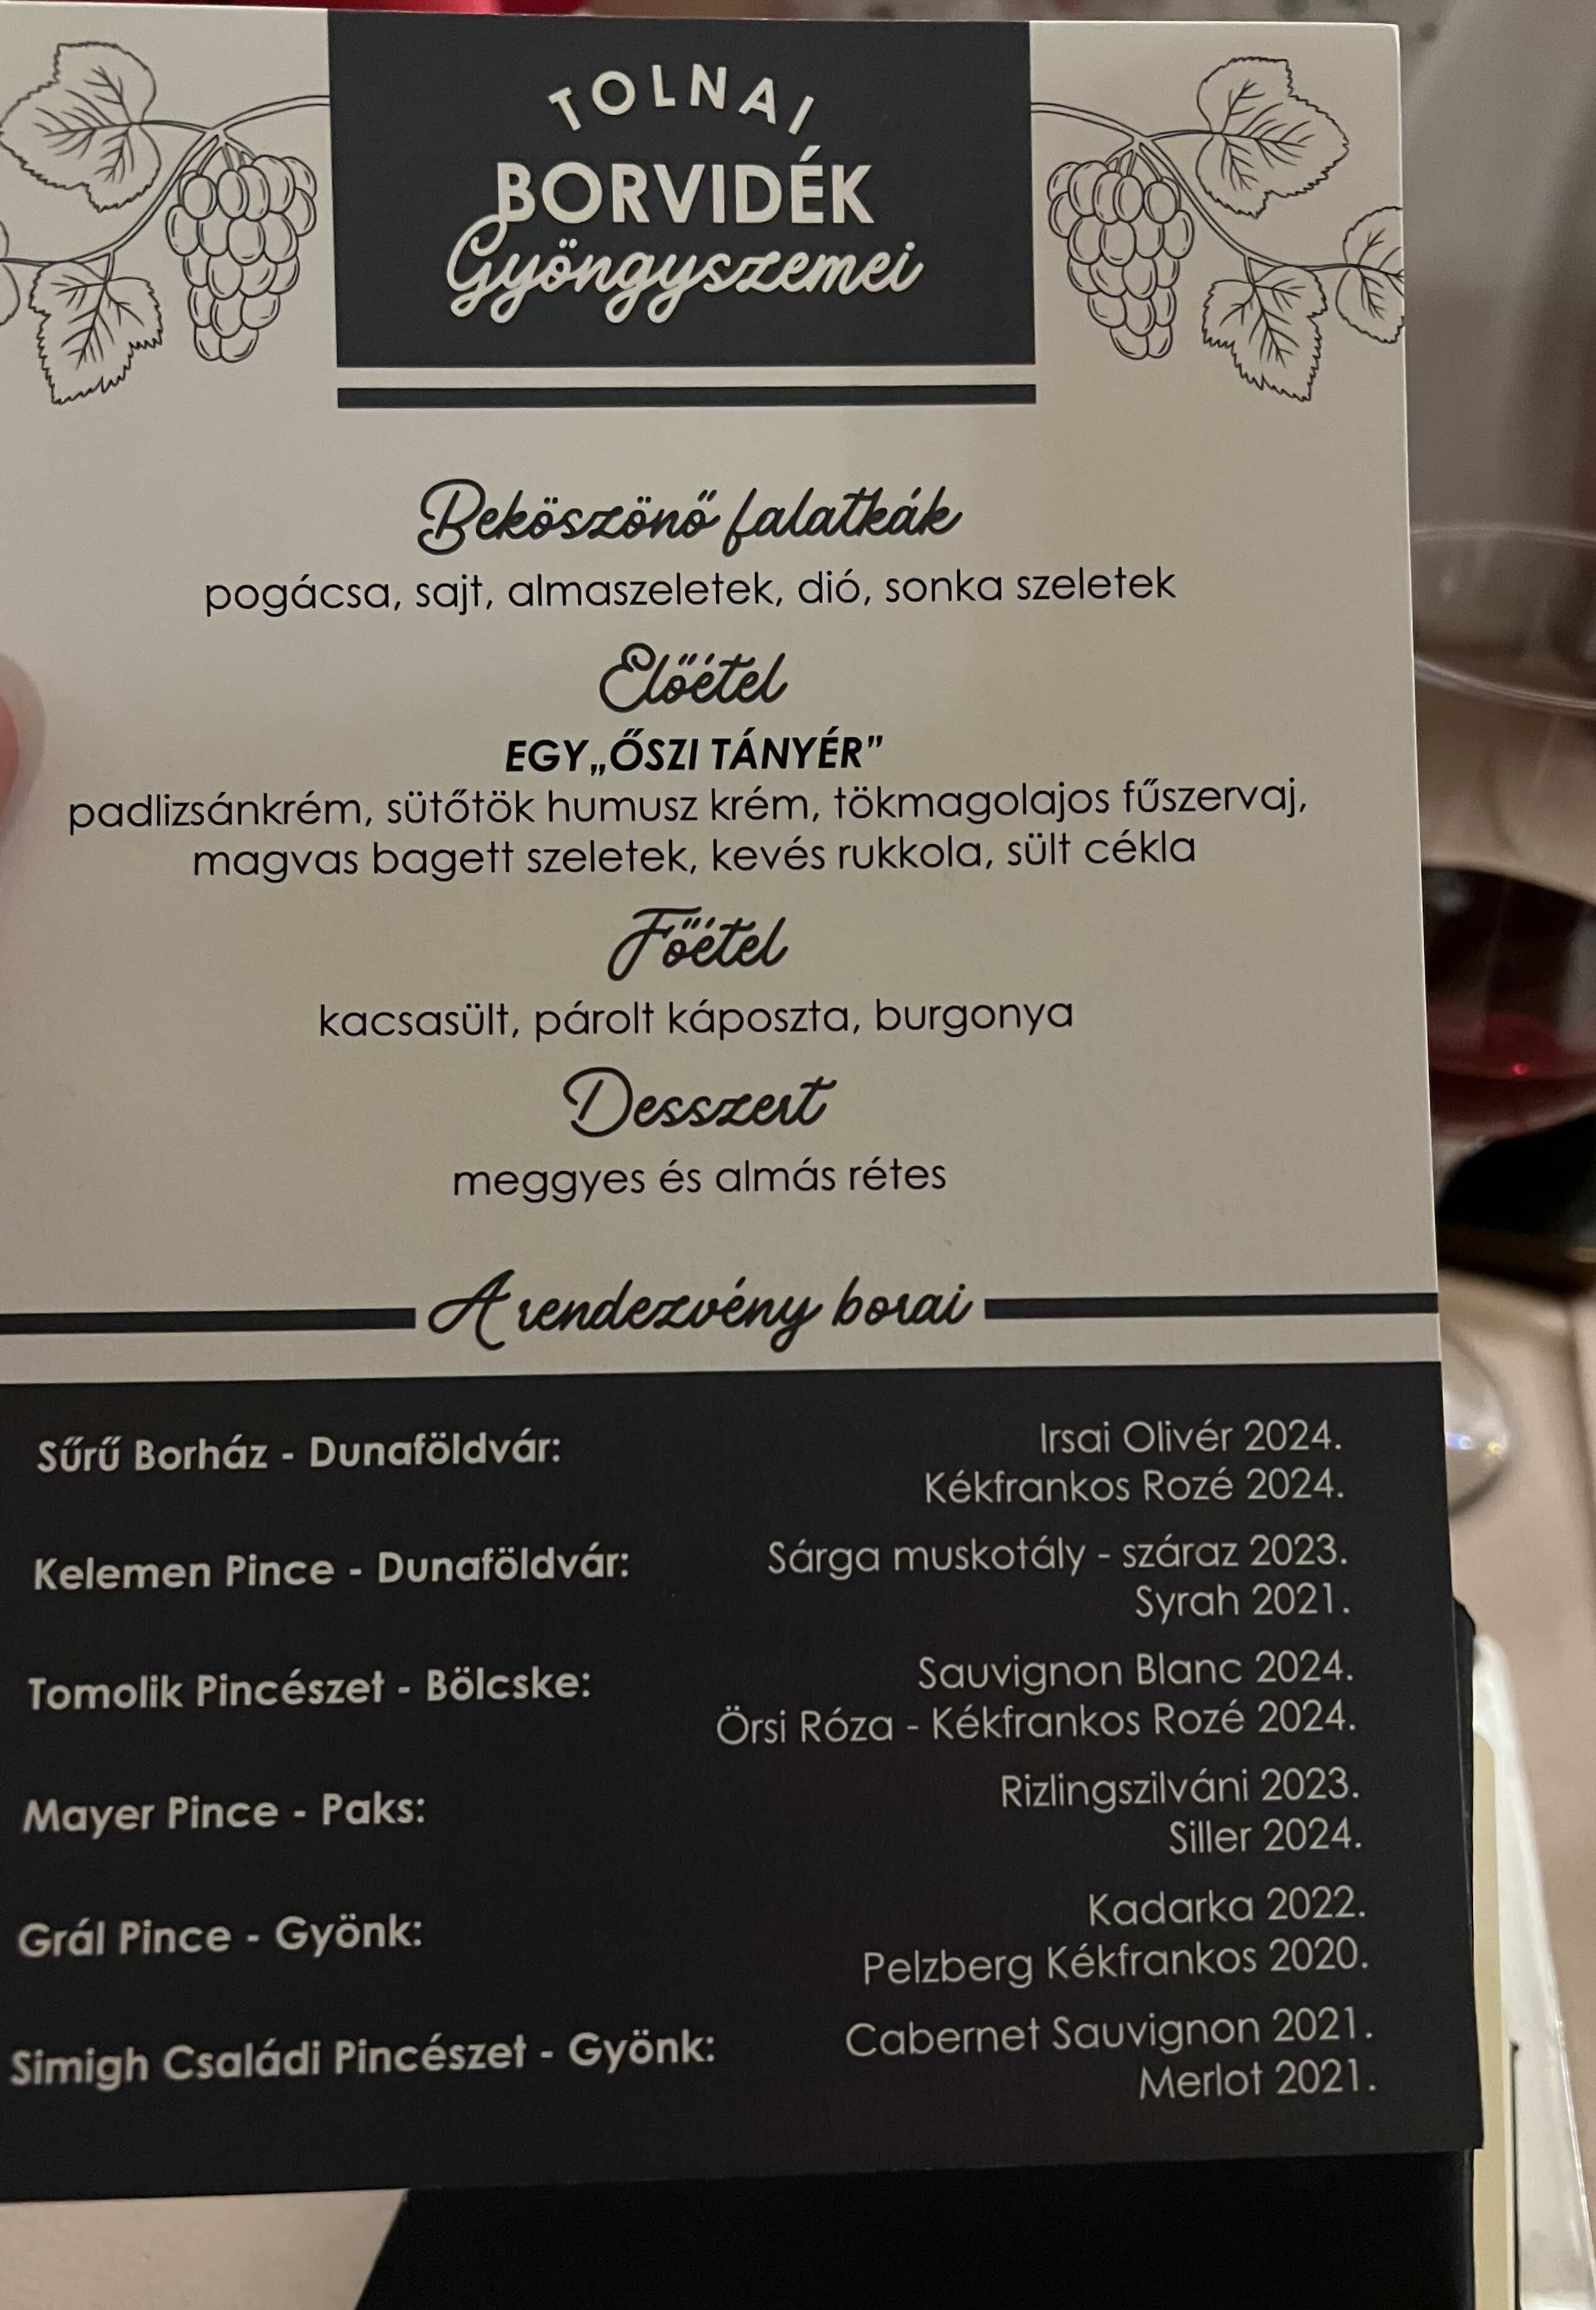 TOLNAI
BORVIDÉK
Gyöngyszemei
Beköszönő falatkák
pogácsa, sajt, almaszeletek, dió, sonka szeletek
Előétel
EGY „ŐSZI TÁNYÉR”
padlizsánkrém, sütőtök humusz krém, tökmagolajos fűszervaj,
magvas bagett szeletek, kevés rukkola, sült cékla
Főétel
kacsasült, párolt káposzta, burgonya
Desszert
meggyes és almás rétes
A rendezvény borai
Sűrű Borház - Dunaföldvár: Irsai Olivér 2024.
Kékfrankos Rozé 2024.
Kelemen Pince - Dunaföldvár: Sárga muskotály - száraz 2023.
Syrah 2021.
Tomolik Pincészet - Bölcske: Sauvignon Blanc 2024.
Örsi Róza - Kékfrankos Rozé 2024.
Mayer Pince - Paks: Rizlingszilváni 2023.
Siller 2024.
Grál Pince - Gyönk: Kadarka 2022.
Pelzberg Kékfrankos 2020.
Simigh Családi Pincészet - Gyönk: Cabernet Sauvignon 2021.
Merlot 2021.